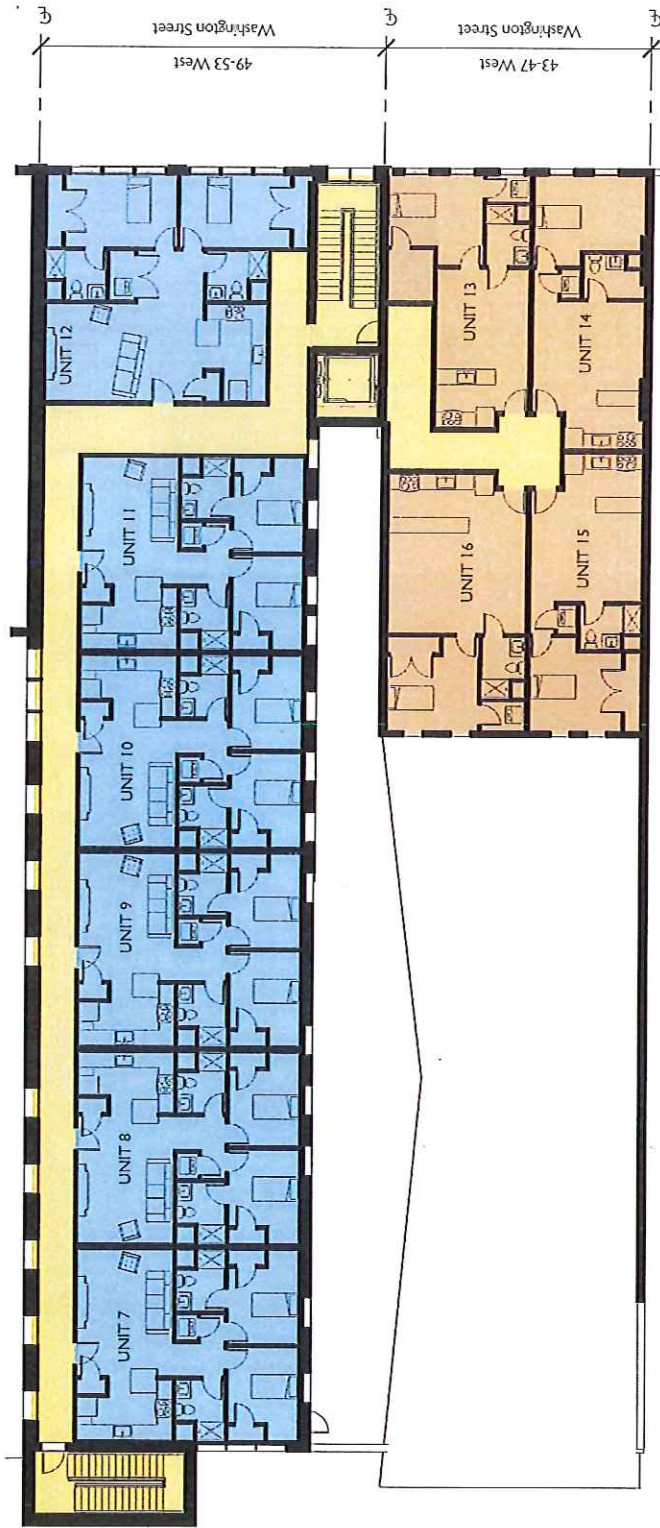 49-53 West
Washington Street
43-47 West
Washington Street
UNIT 12
UNIT 11
UNIT 10
UNIT 9
UNIT 8
UNIT 7
UNIT 13
UNIT 14
UNIT 16
UNIT 15